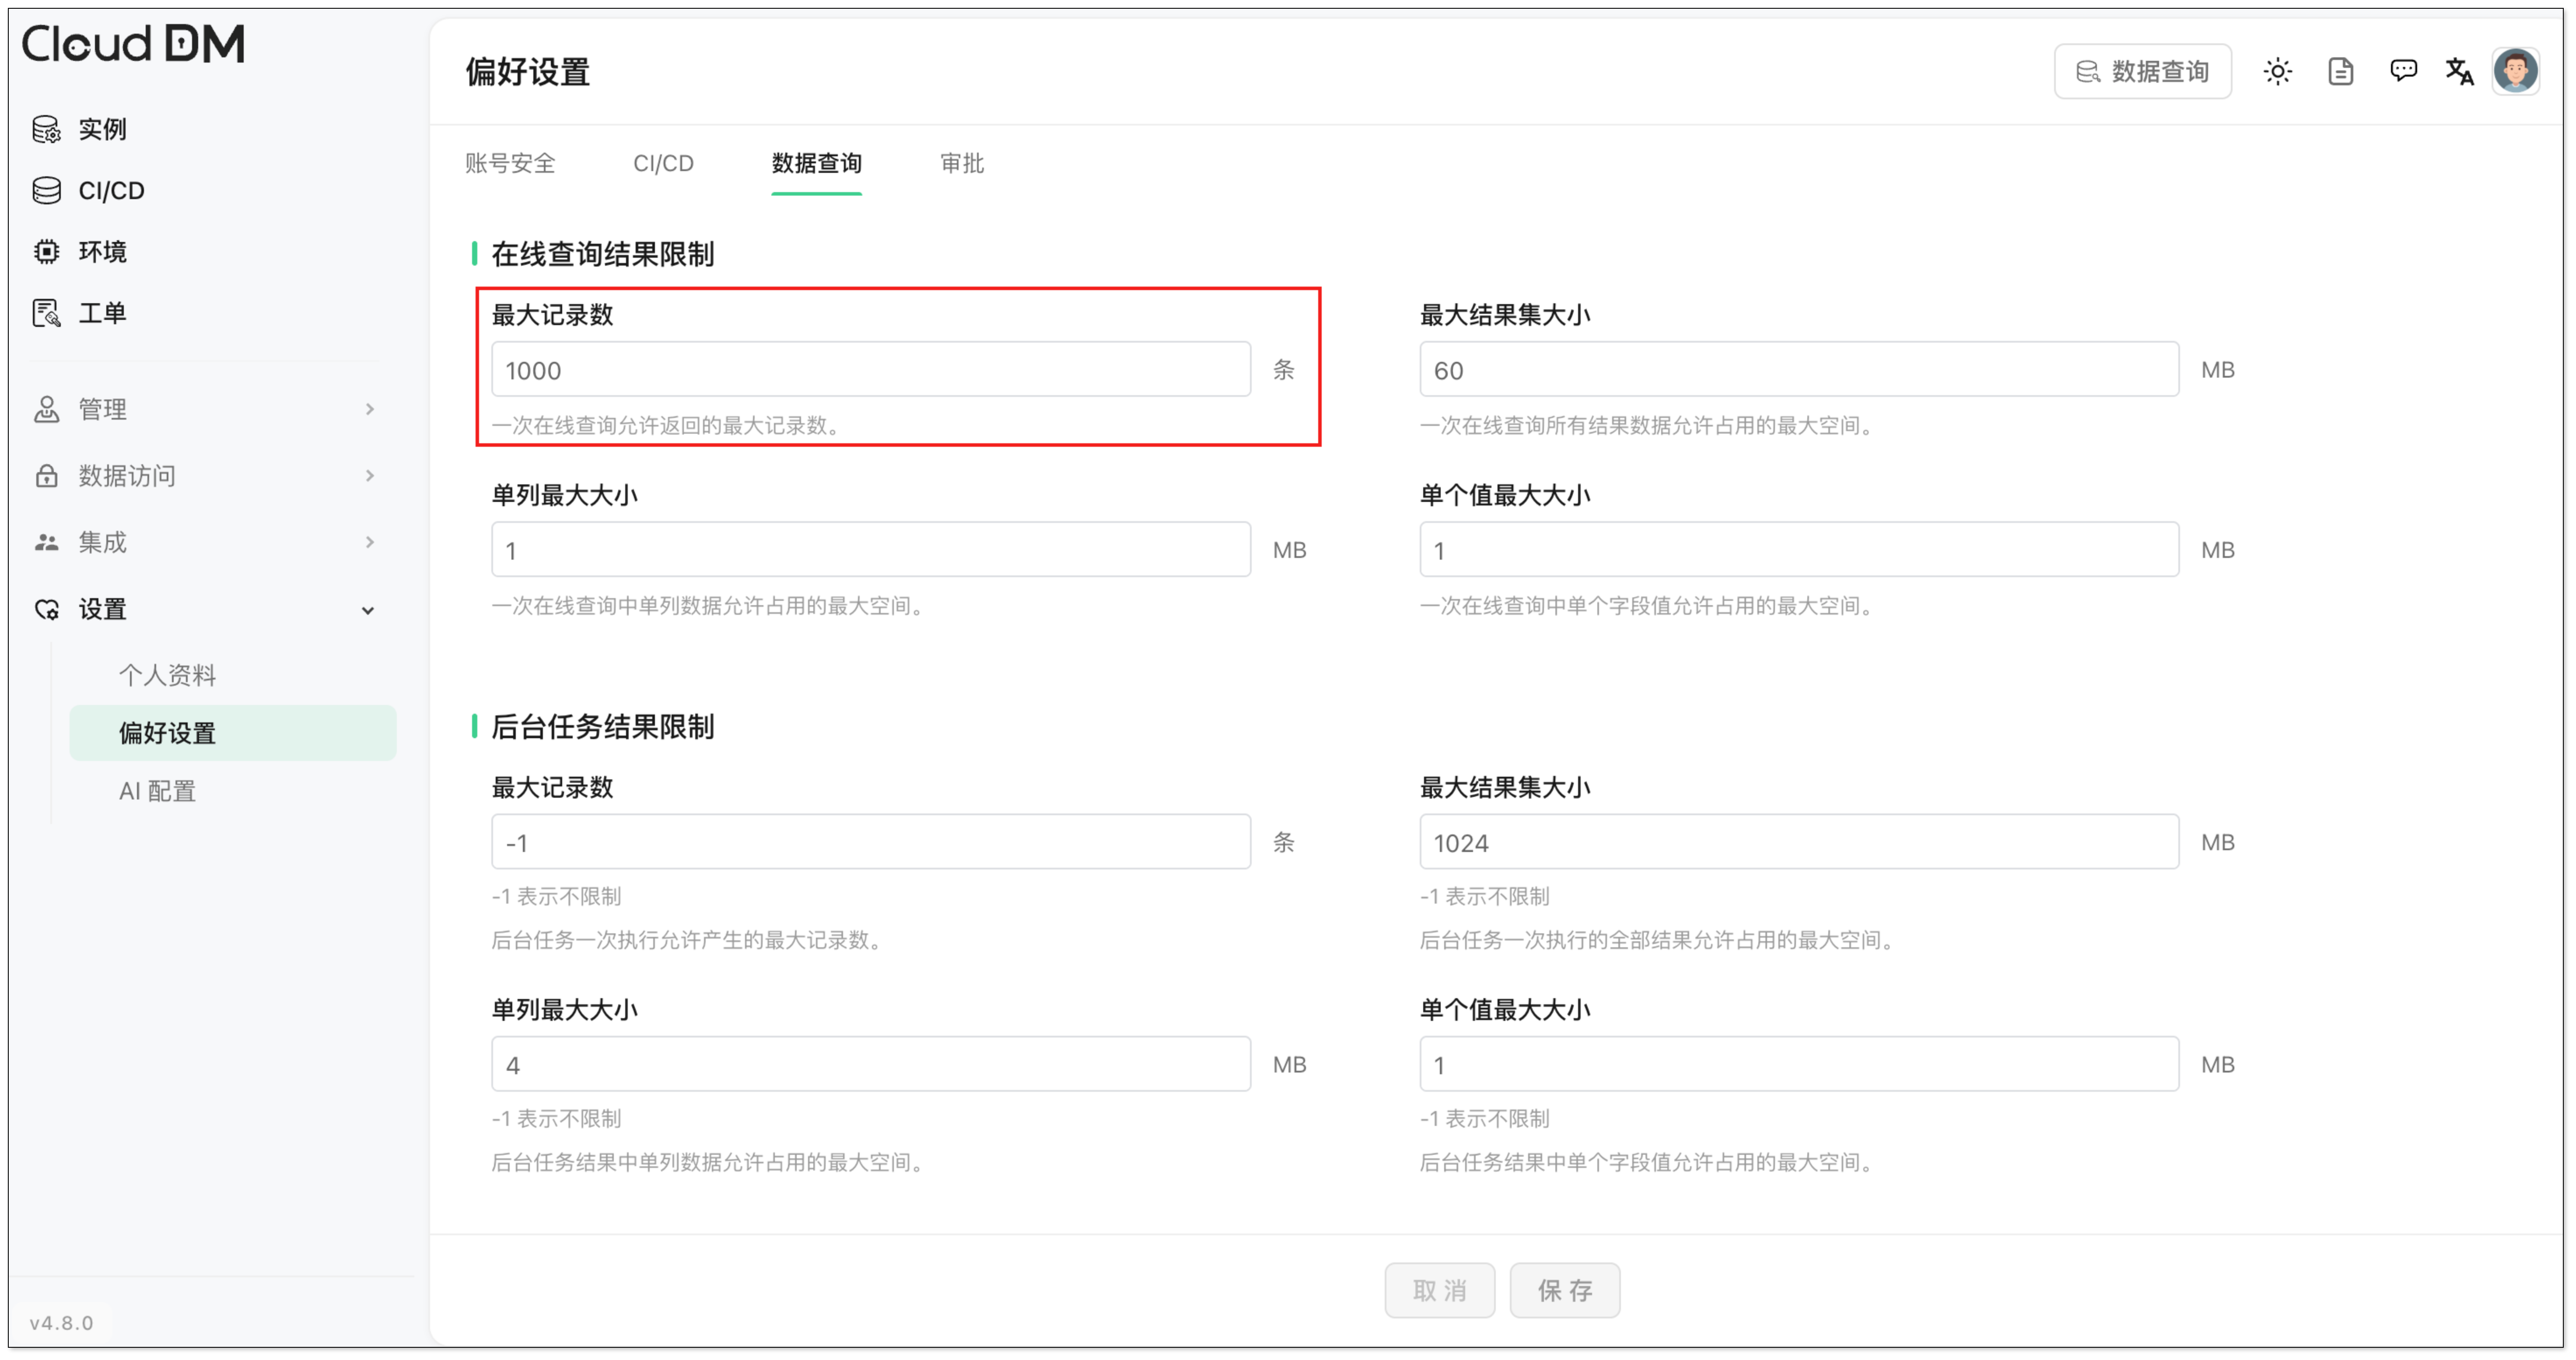 Cloud DM
实例
CI/CD
环境
工单
管理
数据访问
集成
设置
个人资料
偏好设置
AI 配置
v4.8.0
偏好设置
数据查询
账号安全 CI/CD 数据查询 审批
在线查询结果限制
最大记录数
1000 条
一次在线查询允许返回的最大记录数。
最大结果集大小
60 MB
一次在线查询所有结果数据允许占用的最大空间。
单列最大大小
1 MB
一次在线查询中单列数据允许占用的最大空间。
单个值最大大小
1 MB
一次在线查询中单个字段值允许占用的最大空间。
后台任务结果限制
最大记录数
-1 条
-1 表示不限制
后台任务一次执行允许产生的最大记录数。
最大结果集大小
1024 MB
-1 表示不限制
后台任务一次执行的全部结果允许占用的最大空间。
单列最大大小
4 MB
-1 表示不限制
后台任务结果中单列数据允许占用的最大空间。
单个值最大大小
1 MB
-1 表示不限制
后台任务结果中单个字段值允许占用的最大空间。
取消 保存